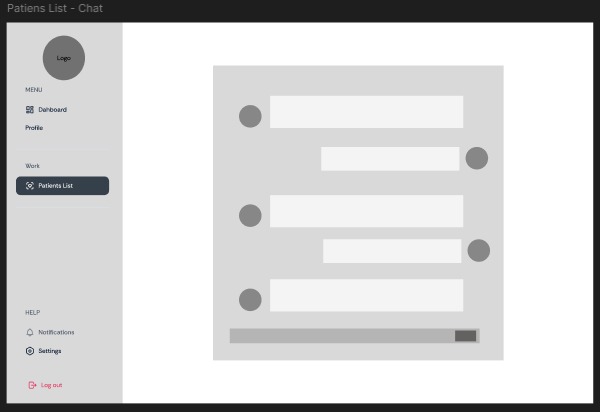 Patiens List - Chat
Logo
MENU
Dahboard
Profile
Work
Patients List
HELP
Notifications
Settings
Log out